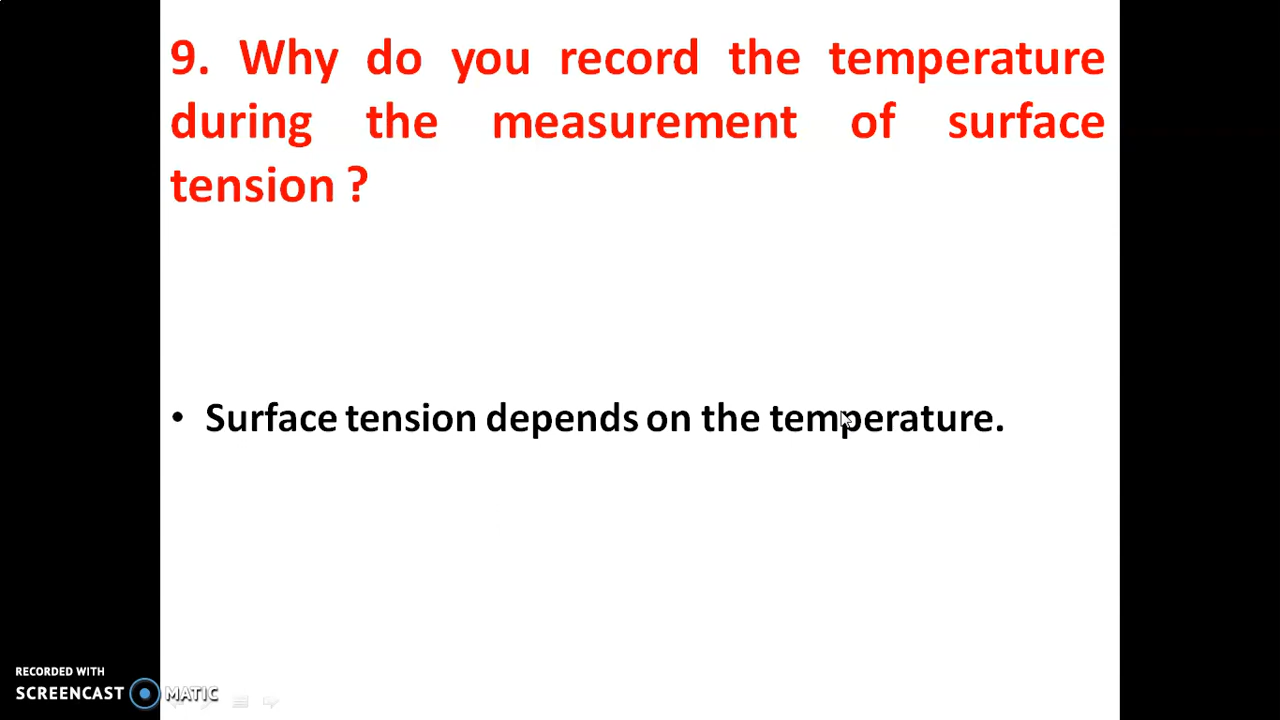 9. Why do you record the temperature
during the measurement of surface
tension ?
• Surface tension depends on the temperature.
RECORDED WITH
SCREENCAST MATIC